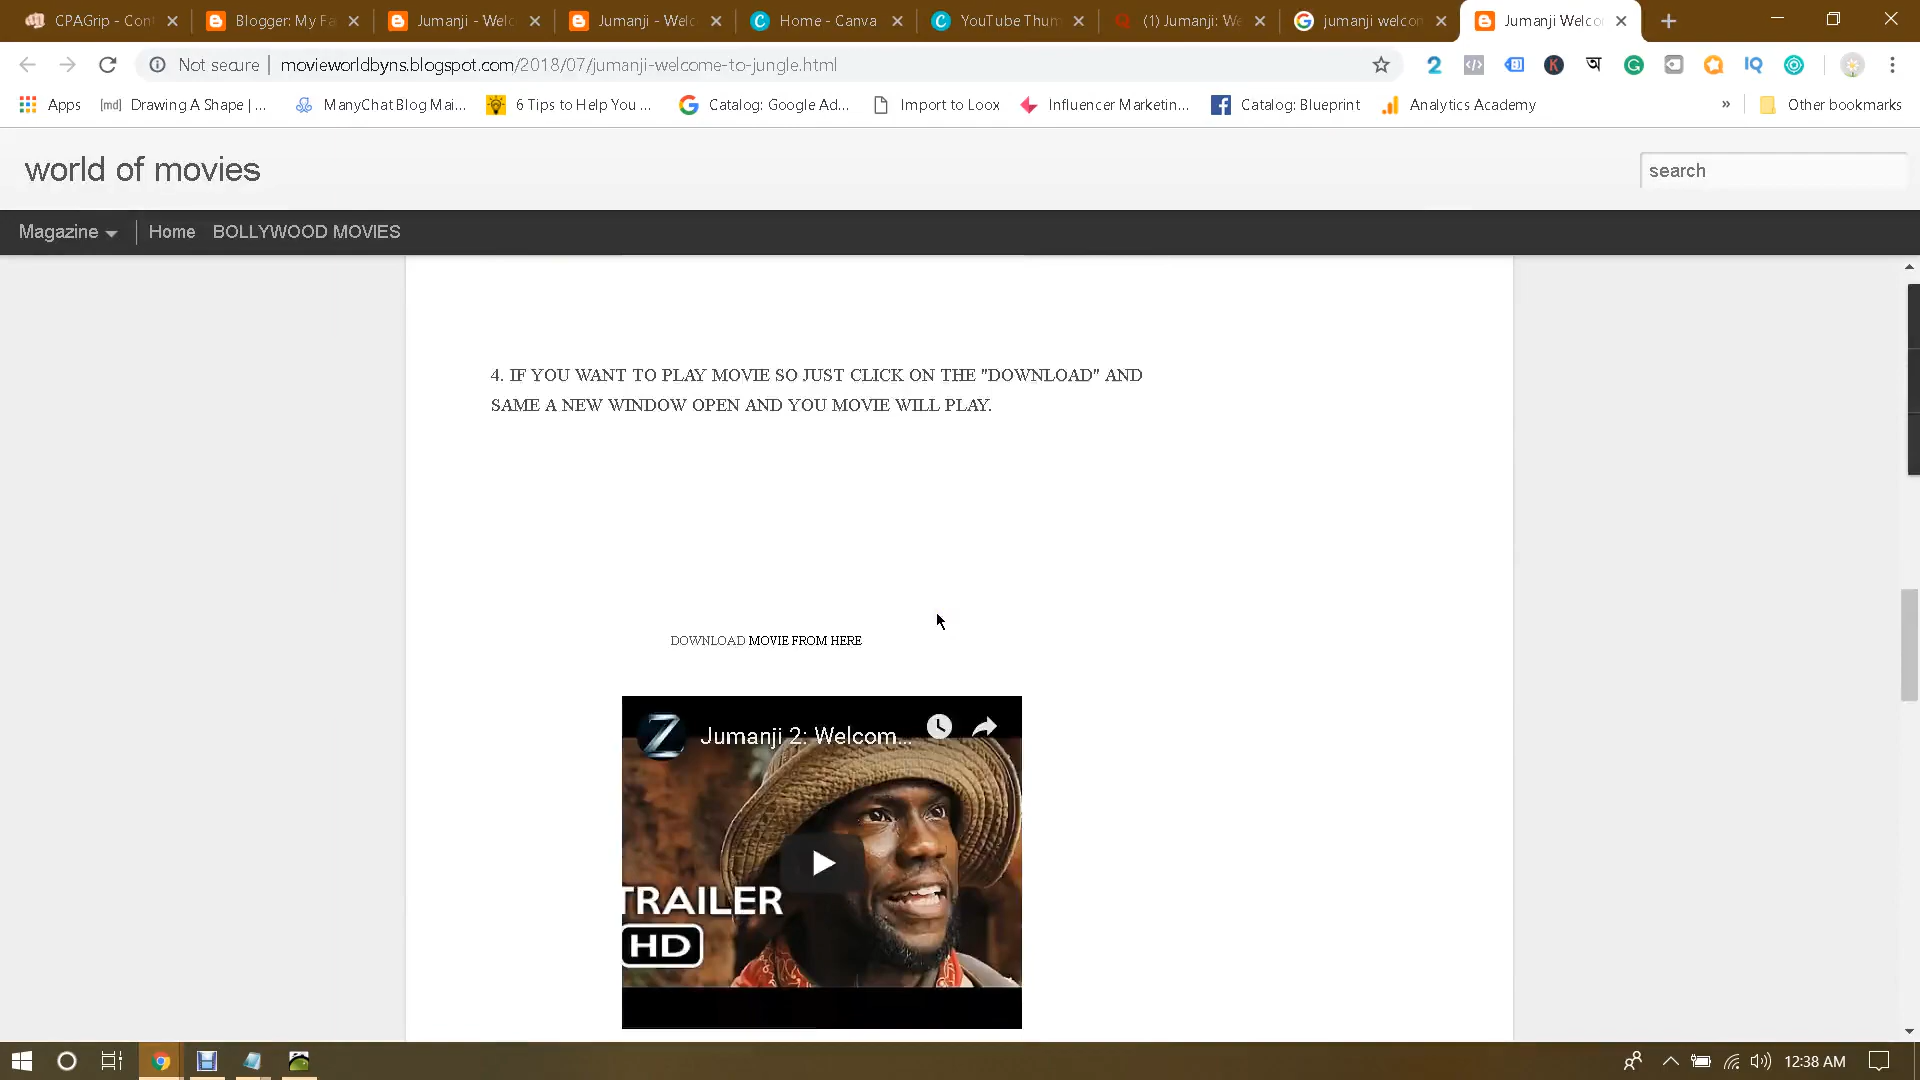 CPAGrip - Con
Blogger: My Fa
Jumanji - Welc
Jumanji - Welc
Home - Canva
YouTube Thum
(1) Jumanji: We
jumanji welcom
Jumanji Welco
Not secure | movieworldbyns.blogspot.com/2018/07/jumanji-welcome-to-jungle.html
Apps
[md] Drawing A Shape | ...
ManyChat Blog Mai...
6 Tips to Help You ...
Catalog: Google Ad...
Import to Loox
Influencer Marketin...
Catalog: Blueprint
Analytics Academy
»
Other bookmarks
world of movies
search
Magazine
Home
BOLLYWOOD MOVIES
4. IF YOU WANT TO PLAY MOVIE SO JUST CLICK ON THE "DOWNLOAD" AND
SAME A NEW WINDOW OPEN AND YOU MOVIE WILL PLAY.
DOWNLOAD MOVIE FROM HERE
Z
Jumanji 2: Welcom...
TRAILER
HD
12:38 AM